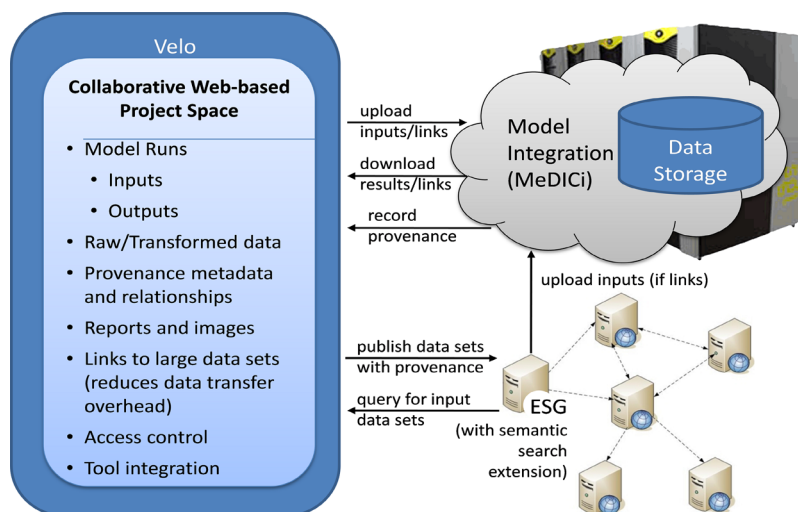 Velo
Collaborative Web-based
Project Space
• Model Runs
• Inputs
• Outputs
• Raw/Transformed data
• Provenance metadata
and relationships
• Reports and images
• Links to large data sets
(reduces data transfer
overhead)
• Access control
• Tool integration
upload
inputs/links
download
results/links
record
provenance
publish data sets
with provenance
query for input
data sets
Model
Integration
(MeDICi)
Data
Storage
upload inputs (if links)
ESG
(with semantic
search
extension)